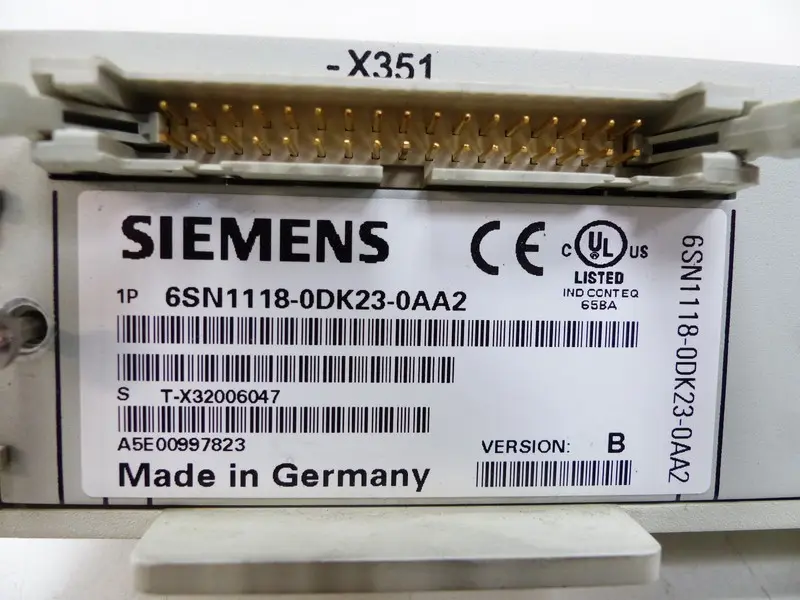 -X351
SIEMENS
CE
C UL US
LISTED
IND CONT EQ
65BA
1P 6SN1118-0DK23-0AA2
S T-X32006047
A5E00997823
VERSION: B
Made in Germany
6SN1118-0DK23-0AA2